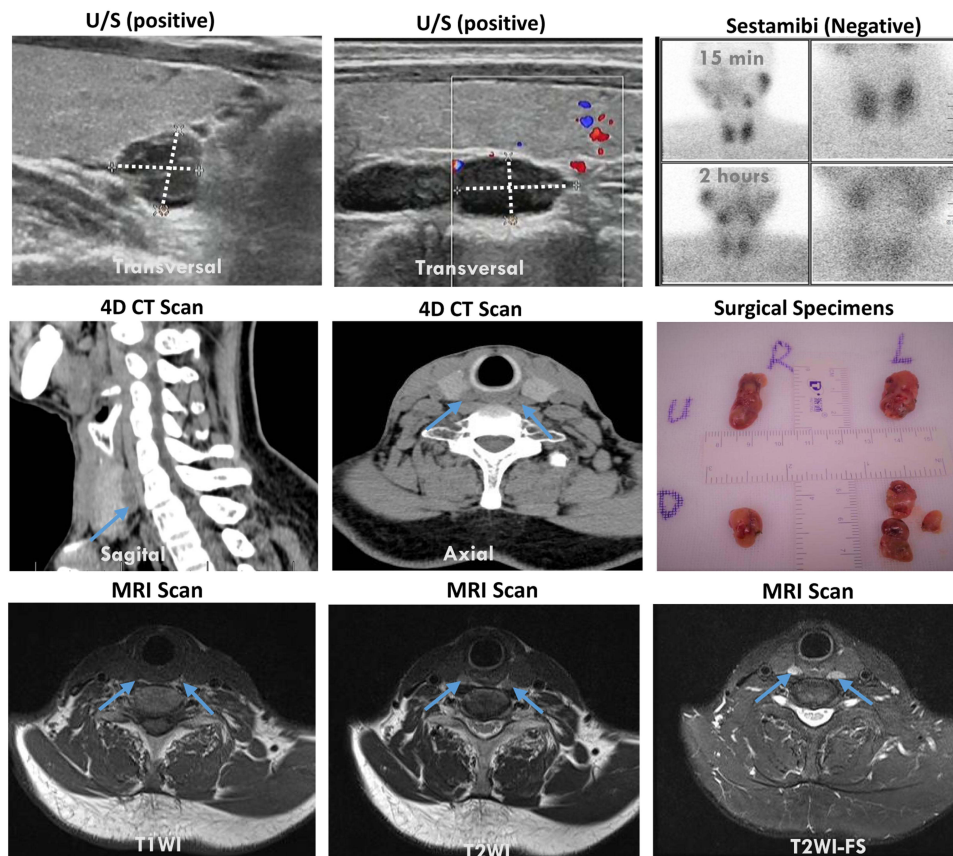 U/S (positive)
U/S (positive)
Sestamibi (Negative)
Transversal
Transversal
15 min
2 hours
4D CT Scan
4D CT Scan
Surgical Specimens
Sagital
Axial
R
L
U
D
MRI Scan
MRI Scan
MRI Scan
T1WI
T2WI
T2WI-FS